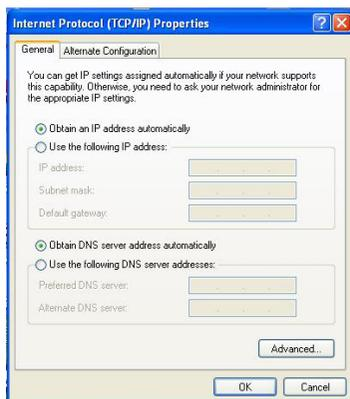 Internet Protocol (TCP/IP) Properties
General
Alternate Configuration
You can get IP settings assigned automatically if your network supports
this capability. Otherwise, you need to ask your network administrator for
the appropriate IP settings.
Obtain an IP address automatically
Use the following IP address:
IP address:
Subnet mask:
Default gateway:
Obtain DNS server address automatically
Use the following DNS server addresses:
Preferred DNS server:
Alternate DNS server:
Advanced...
OK
Cancel